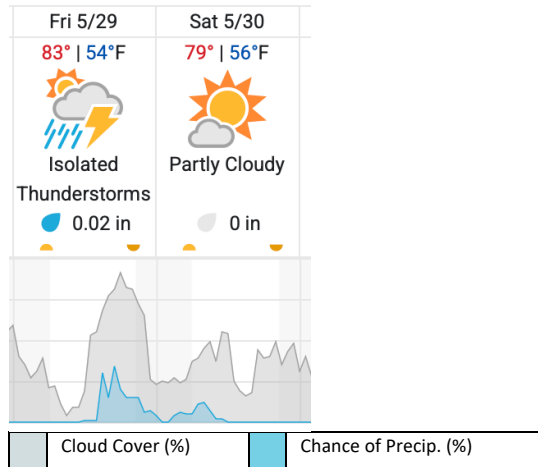 Fri 5/29
Sat 5/30
83° | 54°F
79° | 56°F
Isolated
Thunderstorms
Partly Cloudy
0.02 in
0 in
Cloud Cover (%)
Chance of Precip. (%)